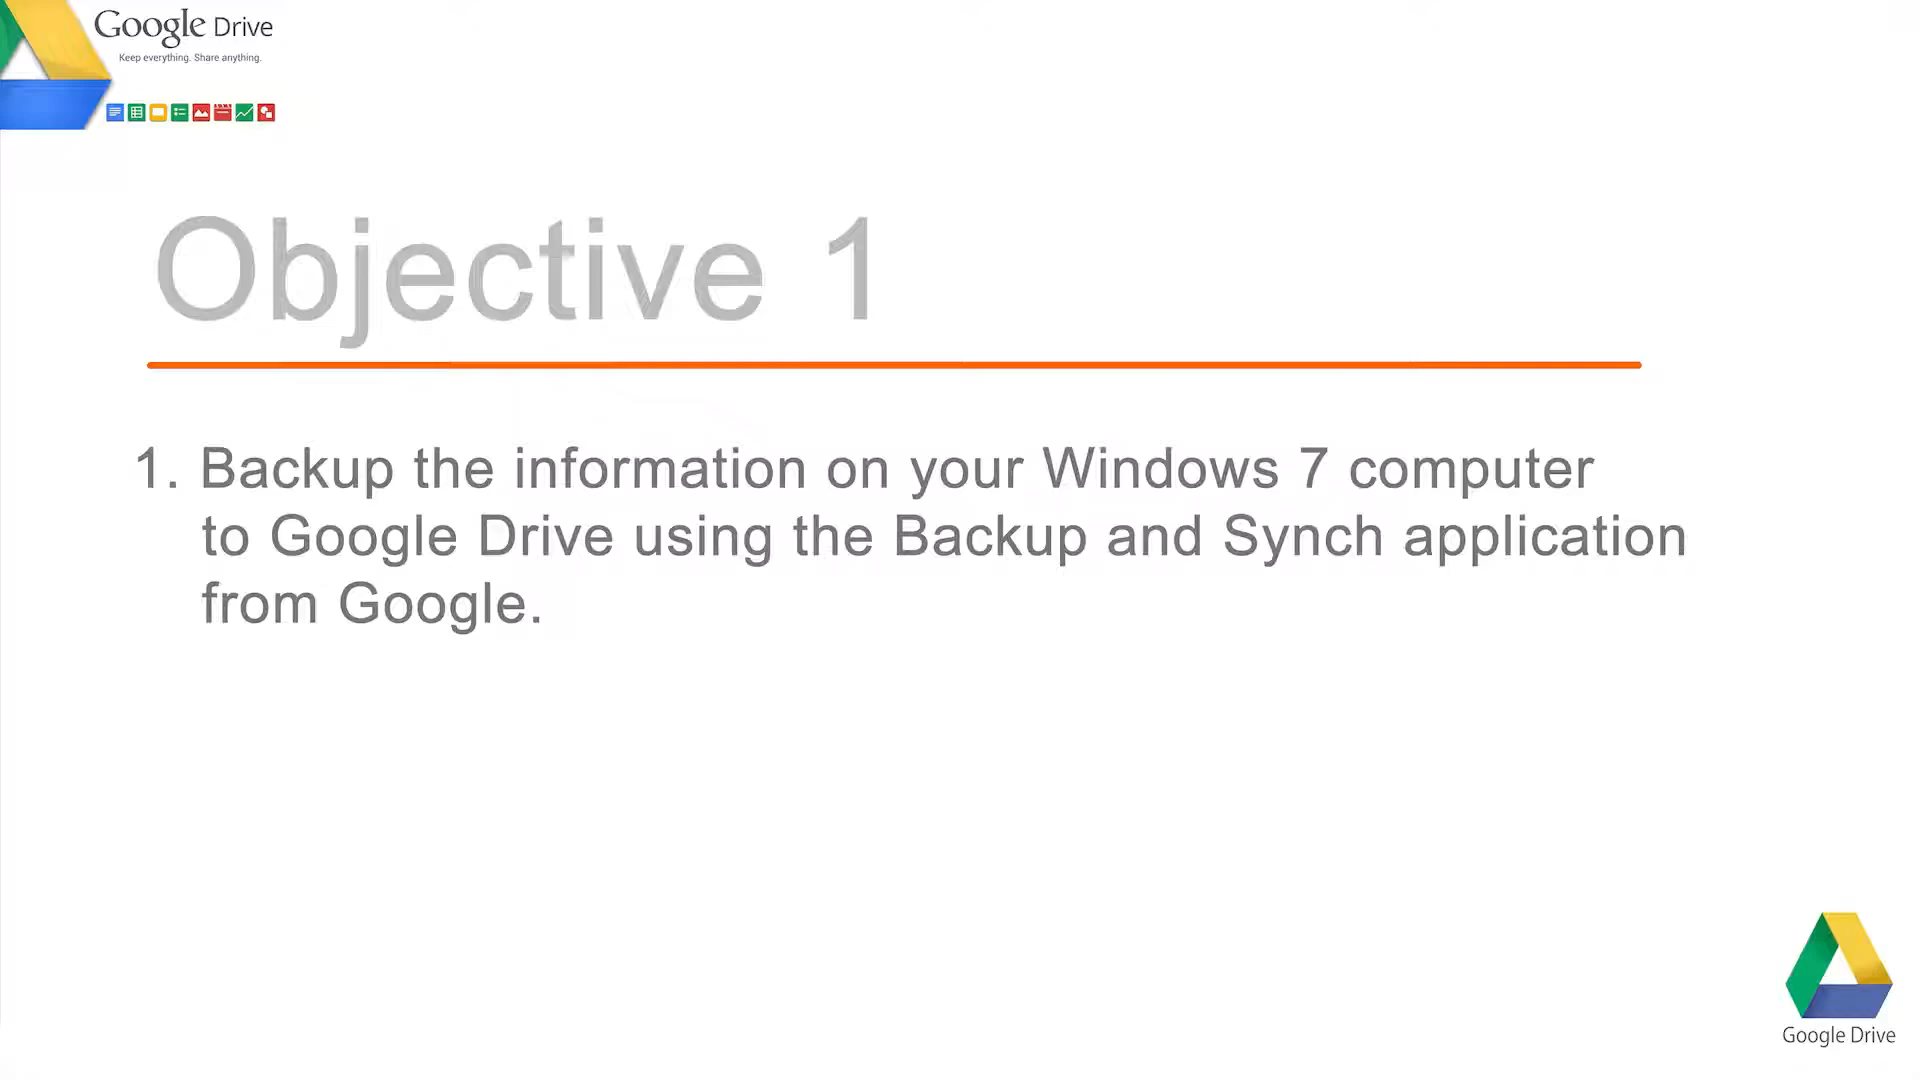 Google Drive
Keep everything. Share anything.
Objective 1
1. Backup the information on your Windows 7 computer
to Google Drive using the Backup and Synch application
from Google.
Google Drive